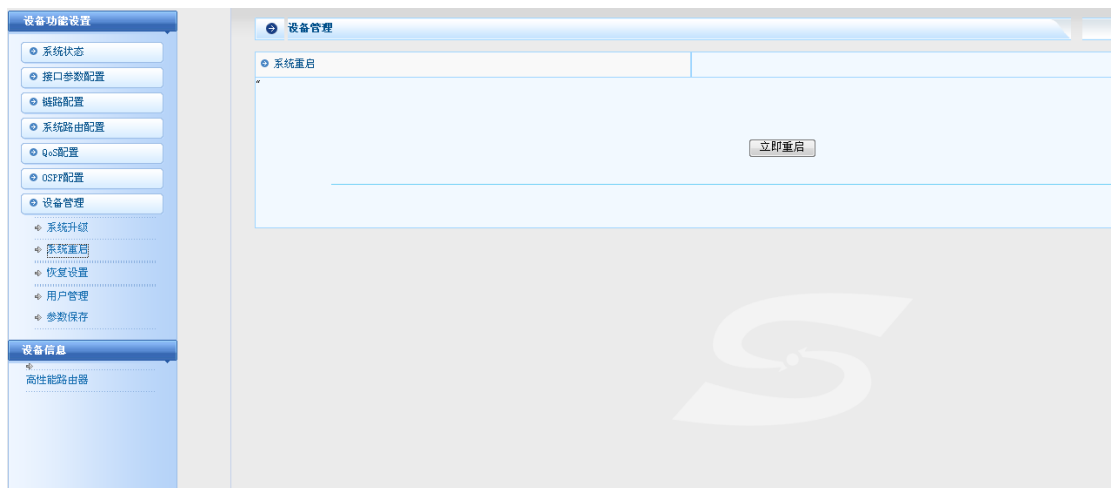 设备功能设置
系统状态
接口参数配置
链路配置
系统路由配置
QoS配置
OSPF配置
设备管理
系统升级
系统重启
恢复设置
用户管理
参数保存
设备信息
高性能路由器
设备管理
系统重启
"
立即重启